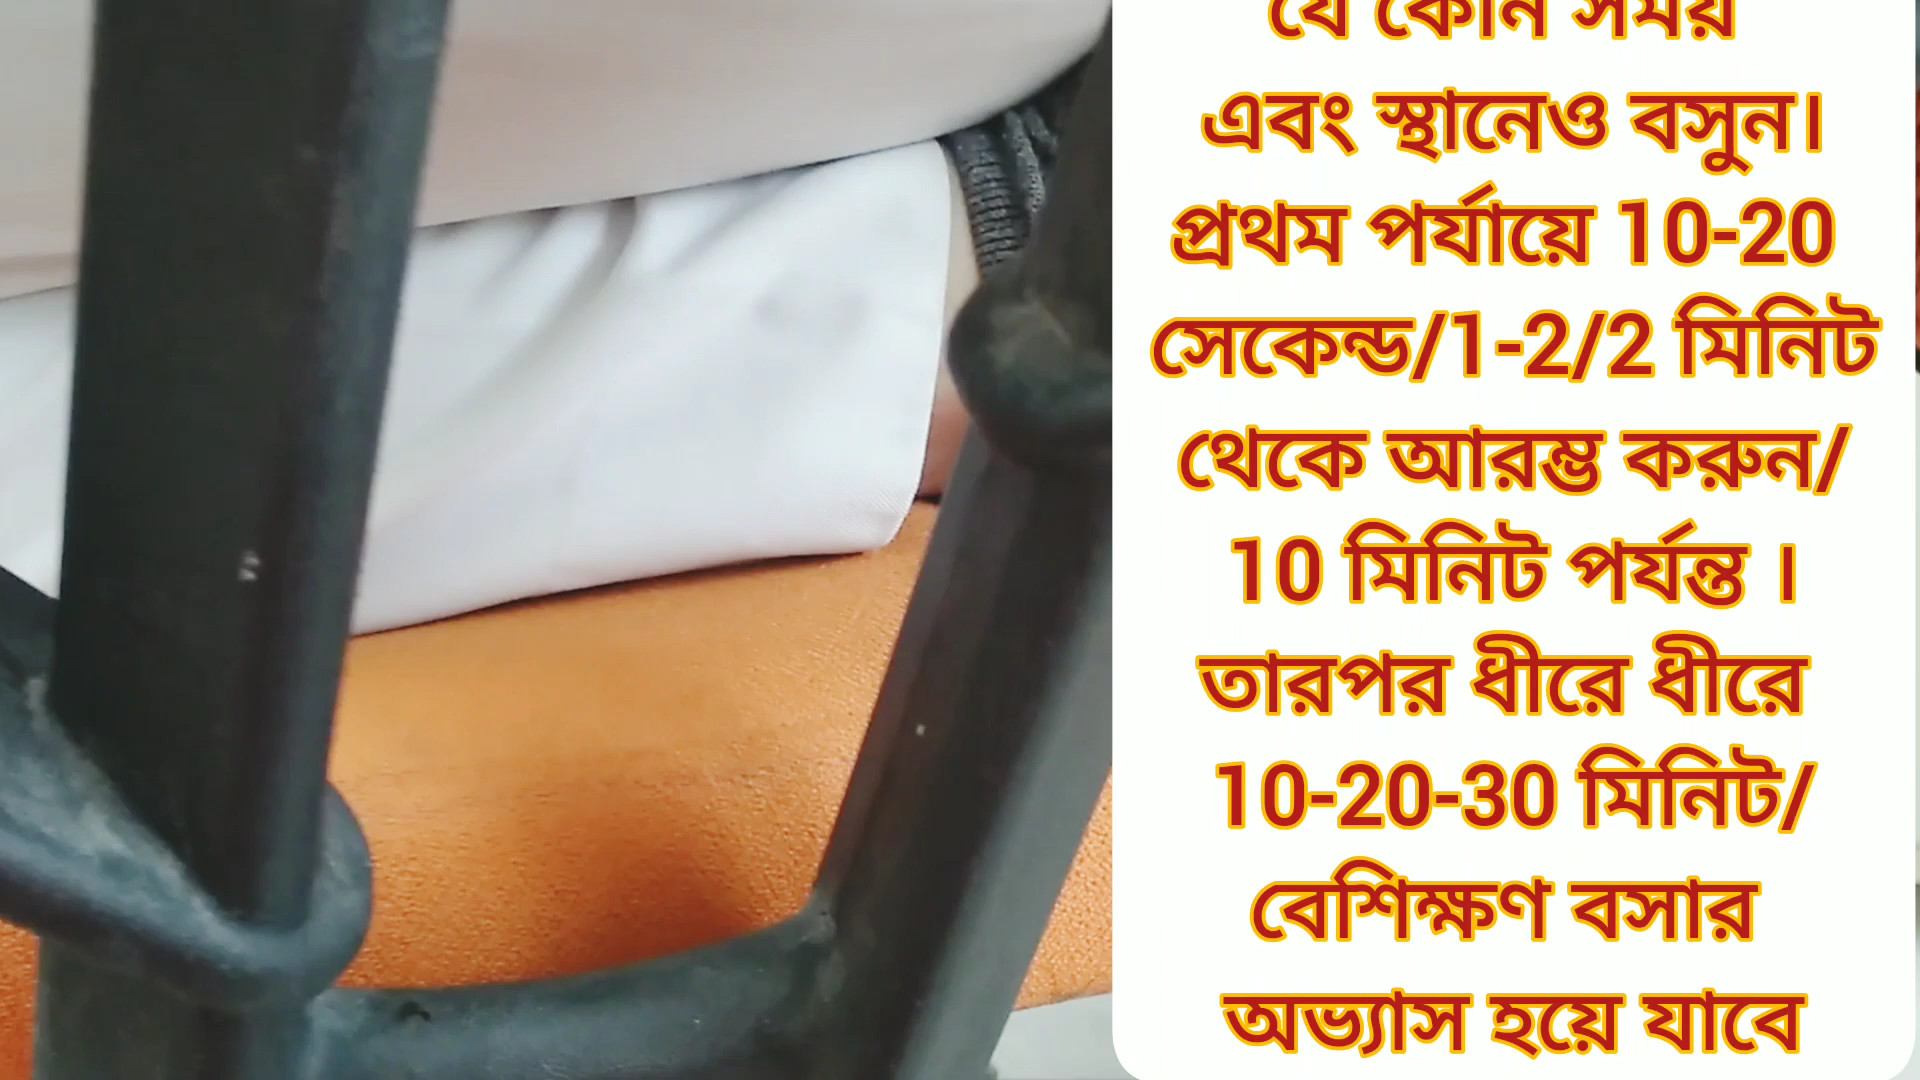 যে কোন সময়
এবং স্থানেও বসুন।
প্রথম পর্যায়ে 10-20
সেকেন্ড/1-2/2 মিনিট
থেকে আরম্ভ করুন/
10 মিনিট পর্যন্ত ।
তারপর ধীরে ধীরে
10-20-30 মিনিট/
বেশিক্ষণ বসার
অভ্যাস হয়ে যাবে